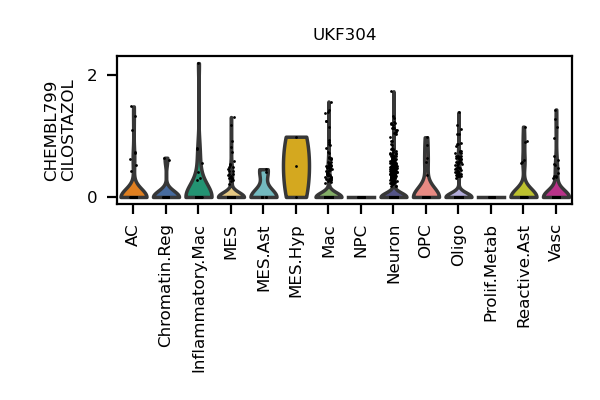 UKF304
CHEMBL799
CILOSTAZOL
2
0
AC
Chromatin.Reg
Inflammatory.Mac
MES
MES.Ast
MES.Hyp
Mac
NPC
Neuron
OPC
Oligo
Prolif.Metab
Reactive.Ast
Vasc